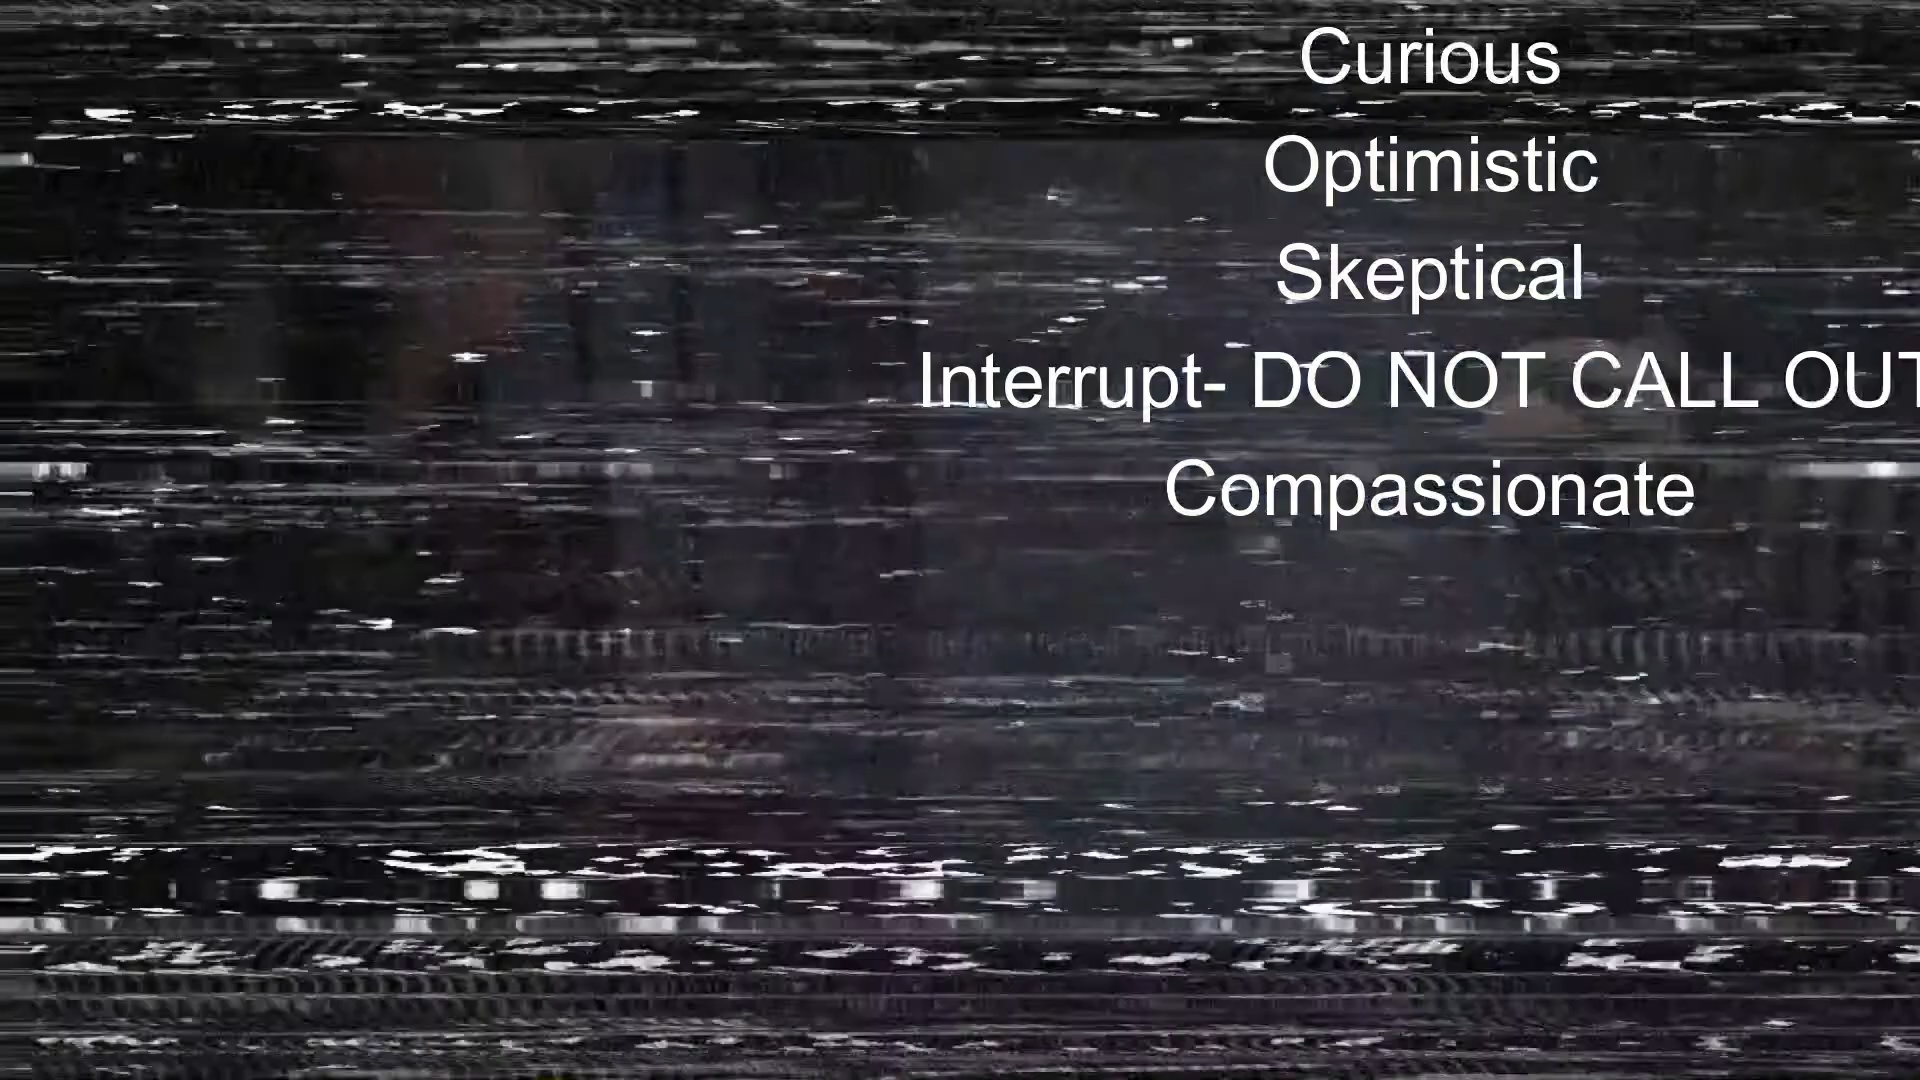 Curious
Optimistic
Skeptical
Interrupt- DO NOT CALL OUT
Compassionate